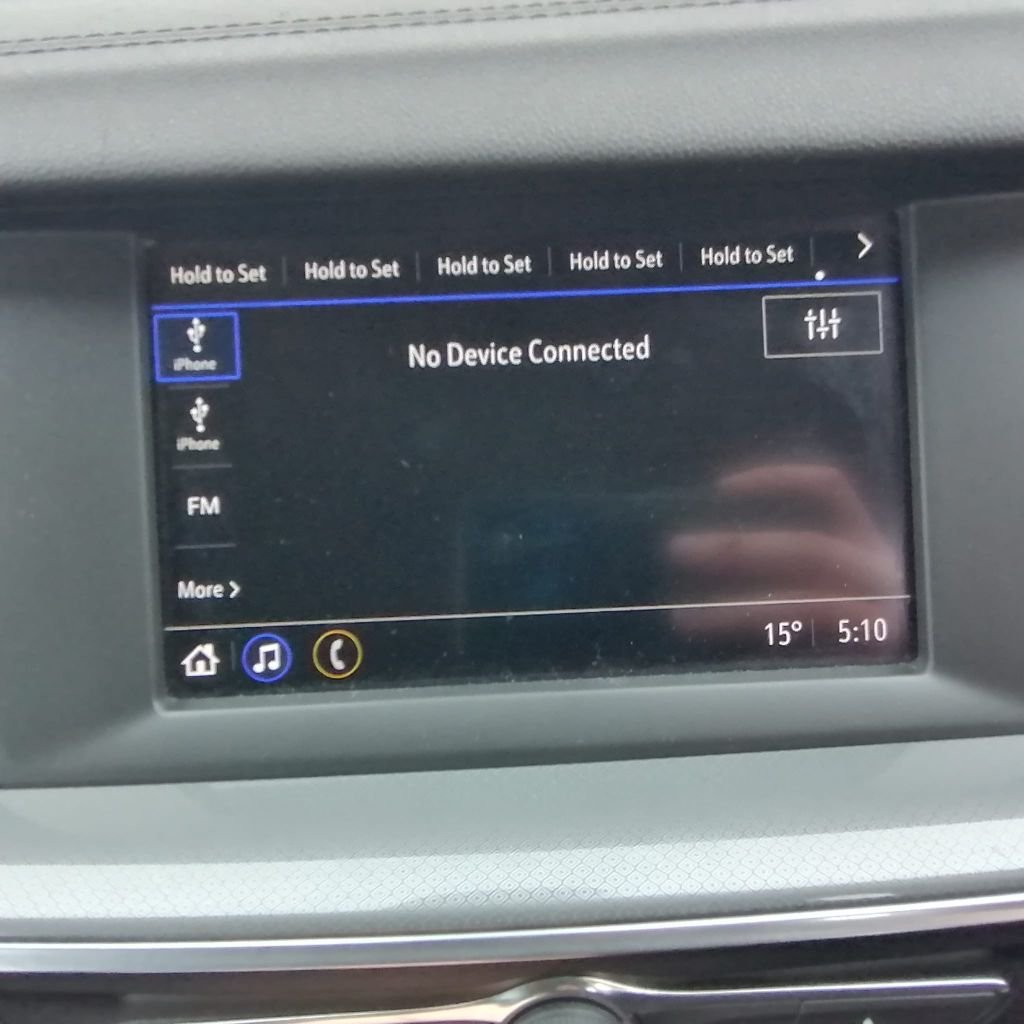 Hold to Set Hold to Set Hold to Set Hold to Set Hold to Set
iPhone
No Device Connected
iPhone
FM
More
15° 5:10